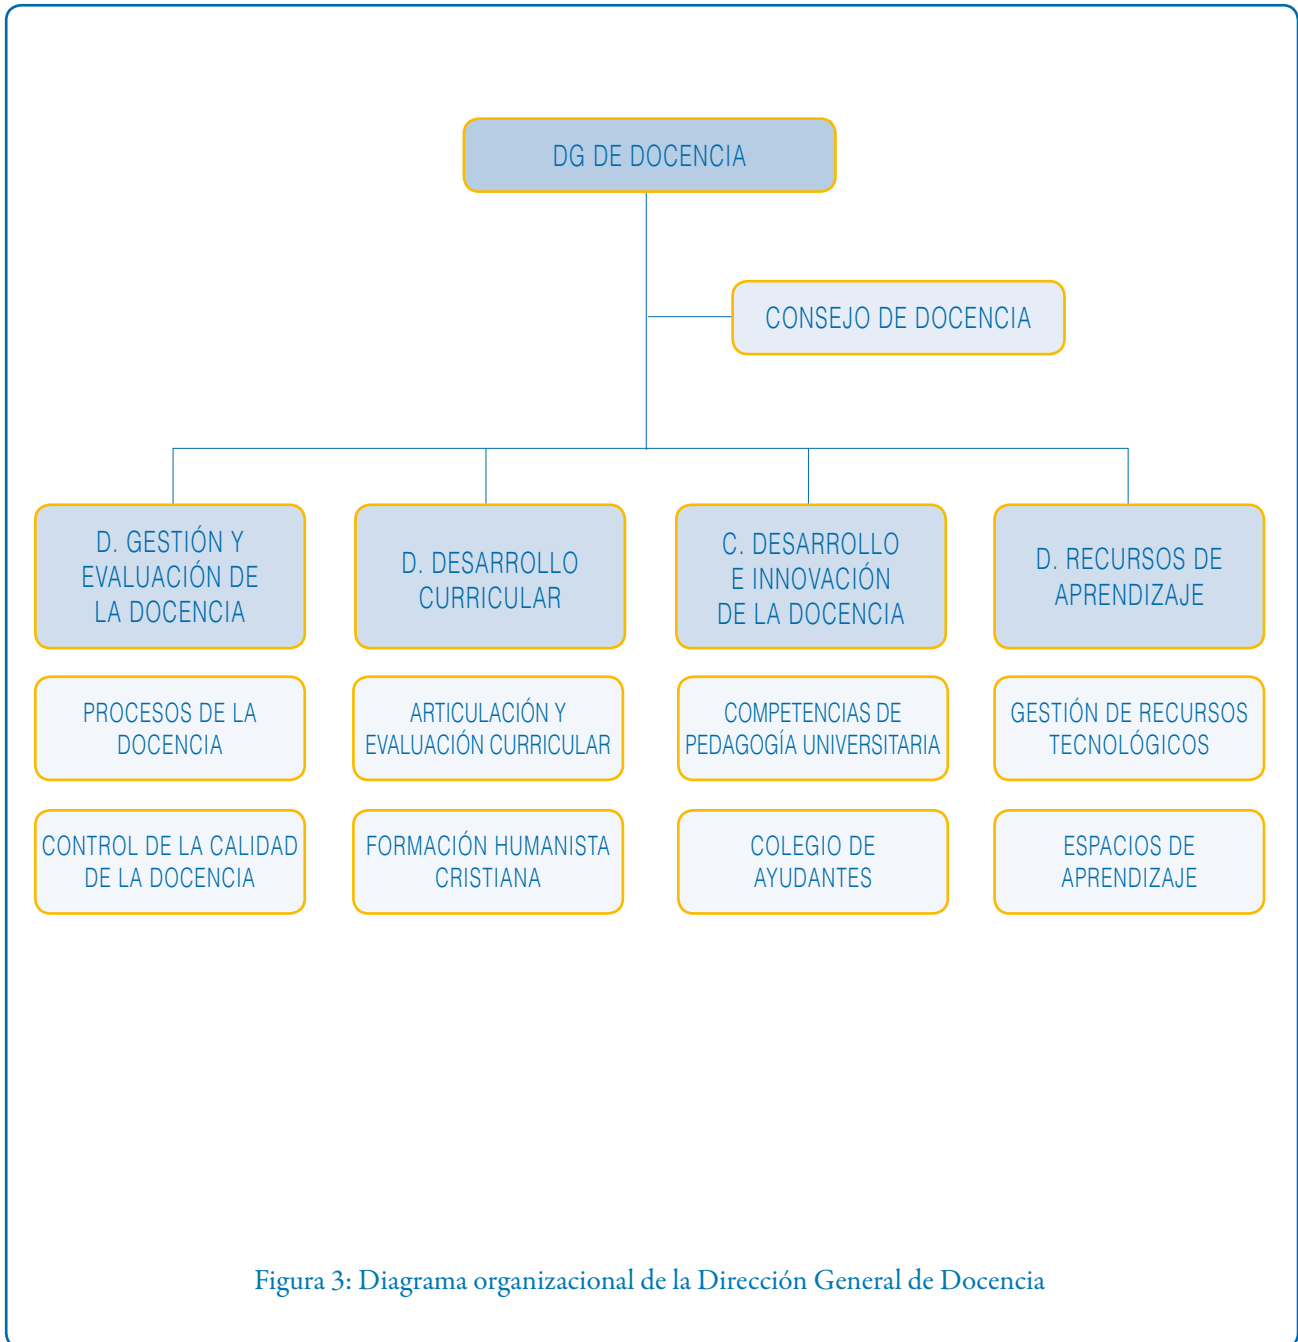 DG DE DOCENCIA
CONSEJO DE DOCENCIA
D. GESTIÓN Y
EVALUACIÓN DE
LA DOCENCIA
D. DESARROLLO
CURRICULAR
C. DESARROLLO
E INNOVACIÓN
DE LA DOCENCIA
D. RECURSOS DE
APRENDIZAJE
PROCESOS DE LA
DOCENCIA
ARTICULACIÓN Y
EVALUACIÓN CURRICULAR
COMPETENCIAS DE
PEDAGOGÍA UNIVERSITARIA
GESTIÓN DE RECURSOS
TECNOLÓGICOS
CONTROL DE LA CALIDAD
DE LA DOCENCIA
FORMACIÓN HUMANISTA
CRISTIANA
COLEGIO DE
AYUDANTES
ESPACIOS DE
APRENDIZAJE
Figura 3: Diagrama organizacional de la Dirección General de Docencia